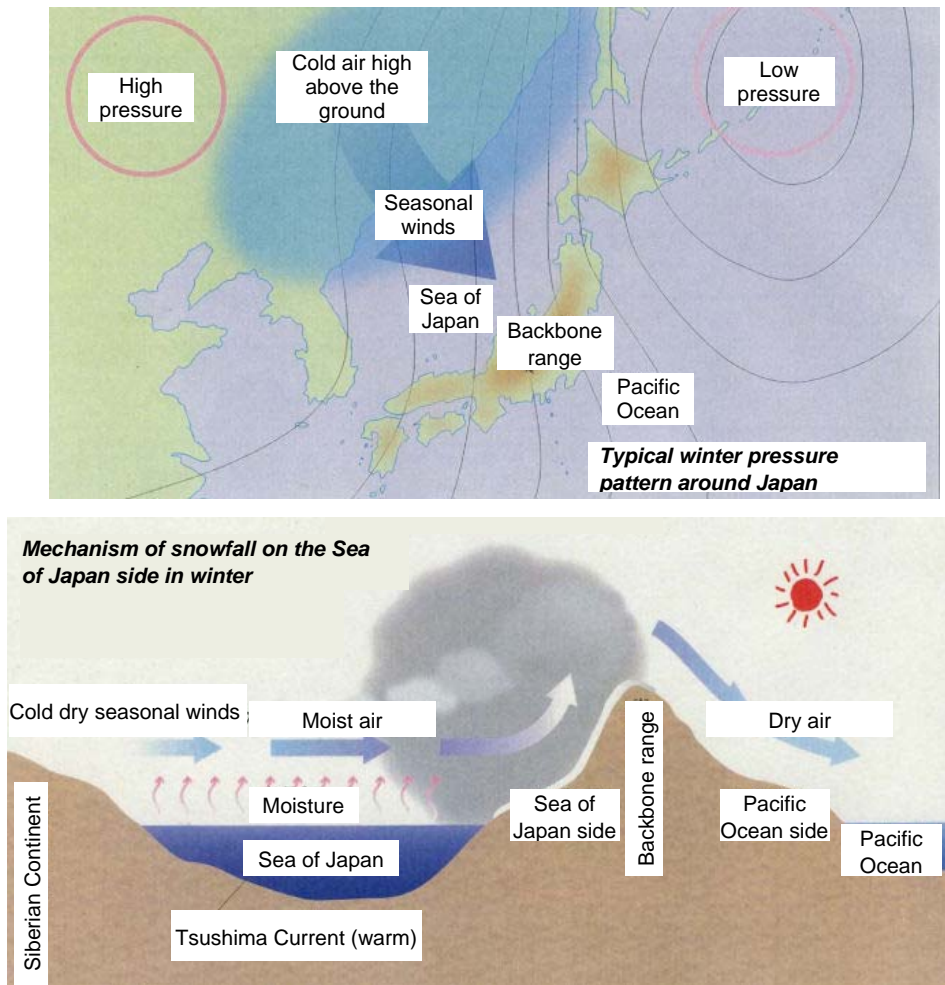 High
pressure
Cold air high
above the
ground
Low
pressure
Seasonal
winds
Sea of
Japan
Backbone
range
Pacific
Ocean
Typical winter pressure
pattern around Japan
Mechanism of snowfall on the Sea
of Japan side in winter
Cold dry seasonal winds
Moist air
Dry air
Moisture
Sea of
Japan side
Backbone range
Pacific
Ocean side
Pacific
Ocean
Siberian Continent
Sea of Japan
Tsushima Current (warm)